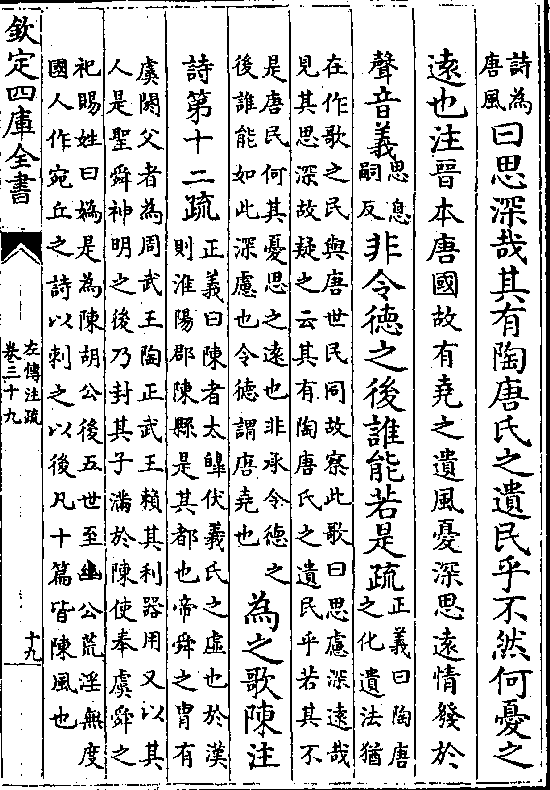 詩為唐風曰思深哉其有陶唐氏之遺民乎不然何憂之
遠也注晉本唐國故有堯之遺風憂深思遠情發於
聲音義思息嗣反非令德之後誰能若是疏正義曰陶唐之化遺法猶
在作歌之民與唐世民同故察此歌曰思慮深遠哉
見其思深故疑之云其有陶唐氏之遺民乎若其不
是唐民何其憂思之遠也非承令德之後誰能如此深慮也令德謂唐堯也為之歌陳注
詩第十二疏正義曰陳者太皥伏羲氏之虛也於漢則淮陽郡陳縣是其都也帝舜之胄有
虞閼父者為周武王陶正武王賴其利器用又以其
人是聖舜神明之後乃封其子滿於陳使奉虞舜之
祀賜姓曰媯是為陳胡公後五世至幽公荒淫無度
國人作宛丘之詩以刺之以後凡十篇皆陳風也
欽定四庫全書
左傳注疏
卷三十九
十九